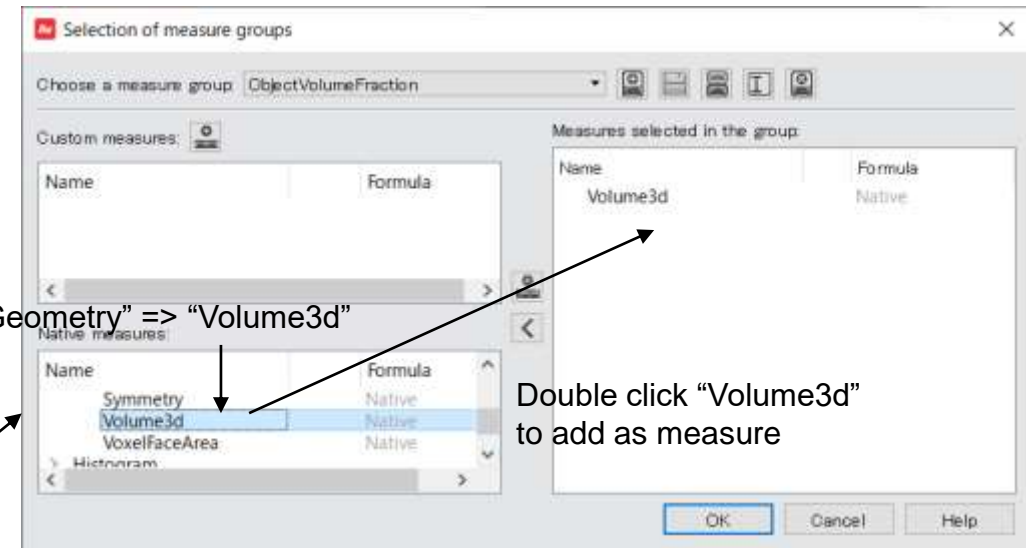 Selection of measure groups
Choose a measure group ObjectVolumeFraction
Custom measures:
Name Formula
Measures selected in the group:
Name Formula
Volume3d Native
Geometry” => “Volume3d”
Native measures:
Name Formula
Symmetry Native
Volume3d Native
VoxelFaceArea Native
Histogram
Double click “Volume3d”
to add as measure
OK Cancel Help